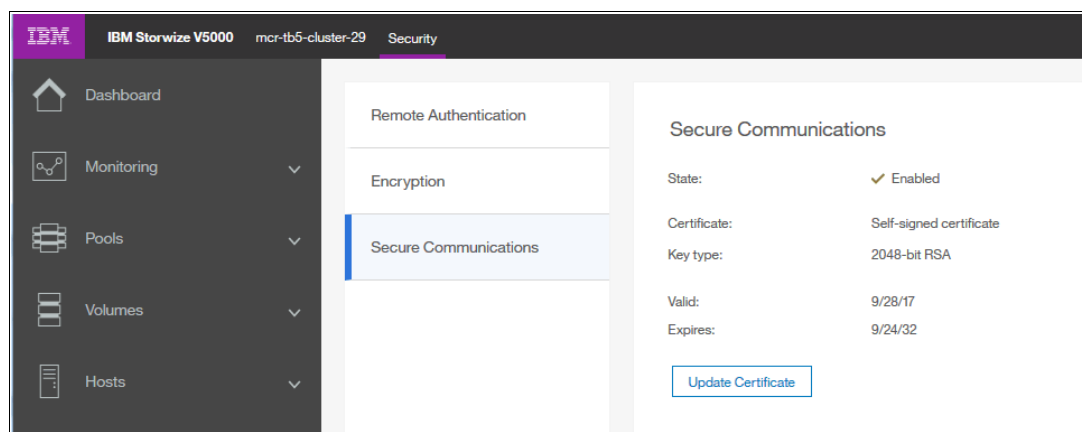 IBM IBM Storwize V5000 mcr-tb5-cluster-29 Security
Dashboard
Monitoring
Pools
Volumes
Hosts
Remote Authentication
Encryption
Secure Communications
Secure Communications
State: Enabled
Certificate: Self-signed certificate
Key type: 2048-bit RSA
Valid: 9/28/17
Expires: 9/24/32
Update Certificate